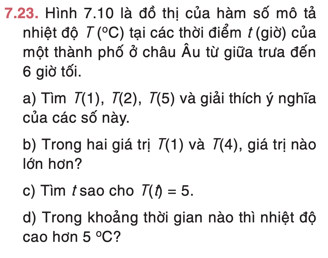 7.23. Hình 7.10 là đồ thị của hàm số mô tả
nhiệt độ T (°C) tại các thời điểm t (giờ) của
một thành phố ở châu Âu từ giữa trưa đến
6 giờ tối.
a) Tìm T(1), T(2), T(5) và giải thích ý nghĩa
của các số này.
b) Trong hai giá trị T(1) và T(4), giá trị nào
lớn hơn?
c) Tìm t sao cho T(t) = 5.
d) Trong khoảng thời gian nào thì nhiệt độ
cao hơn 5 °C?